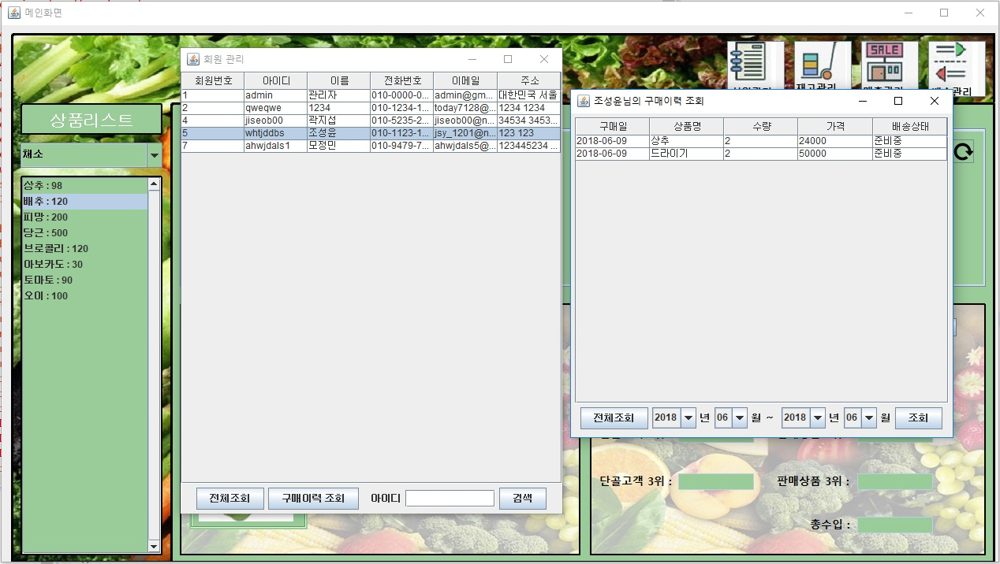 메인화면
SALE
재고관리
회원 관리
회원번호 아이디 이름 전화번호 이메일 주소
1 admin 관리자 010-0000-0... admin@gm... 대한민국 서울
2 qweqwe 1234 010-1234-1... today7128@... 1234 1234
4 jiseob00 곽지섭 010-5235-2... jiseob00@n... 34534 3453...
5 whtjddbs 조성윤 010-1123-1... jsy_1201@n... 123 123
7 ahwjdals1 모정민 010-9479-7... ahwjdals5@... 123445234 ...
전체조회 구매이력 조회 아이디 검색
조성윤님의 구매이력 조회
구매일 상품명 수량 가격 배송상태
2018-06-09 상추 2 24000 준비중
2018-06-09 드라이기 2 50000 준비중
전체조회 2018 년 06 월 ~ 2018 년 06 월 조회
상품리스트
채소
상추 : 98
배추 : 120
피망 : 200
당근 : 500
브로콜리 : 120
아보카도 : 30
토마토 : 90
오이 : 100
단골고객 3위 : 판매상품 3위 :
총수입 :